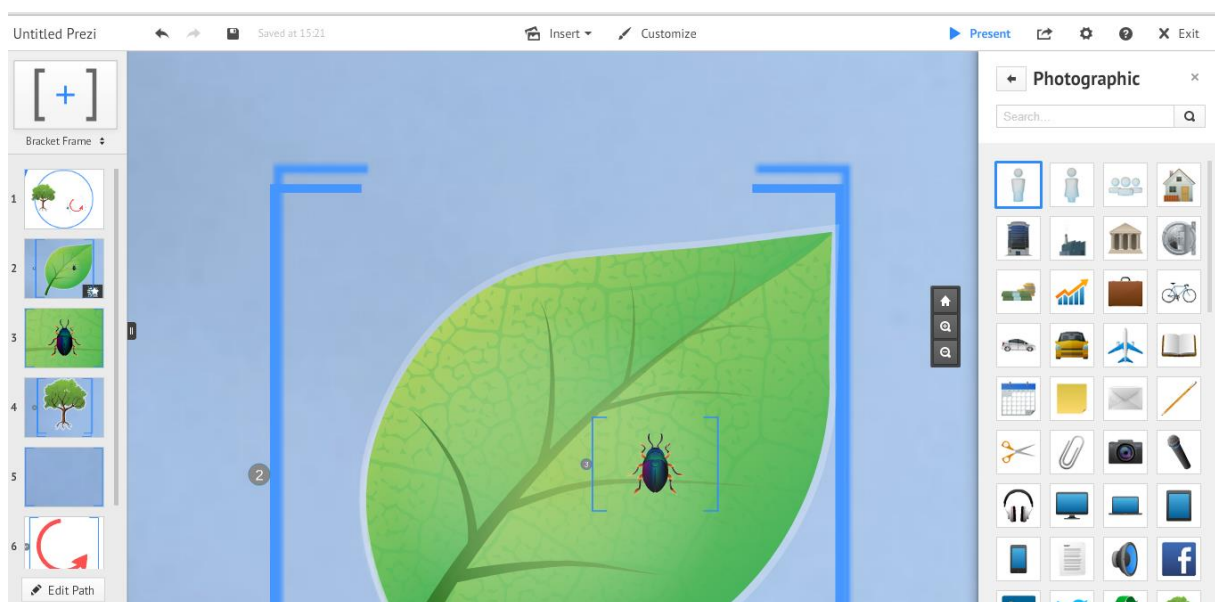 Untitled Prezi
Saved at 15:21
Insert
Customize
Present
Exit
Bracket Frame
1
2
3
4
5
6
Edit Path
2
3
Photographic
Search...
f